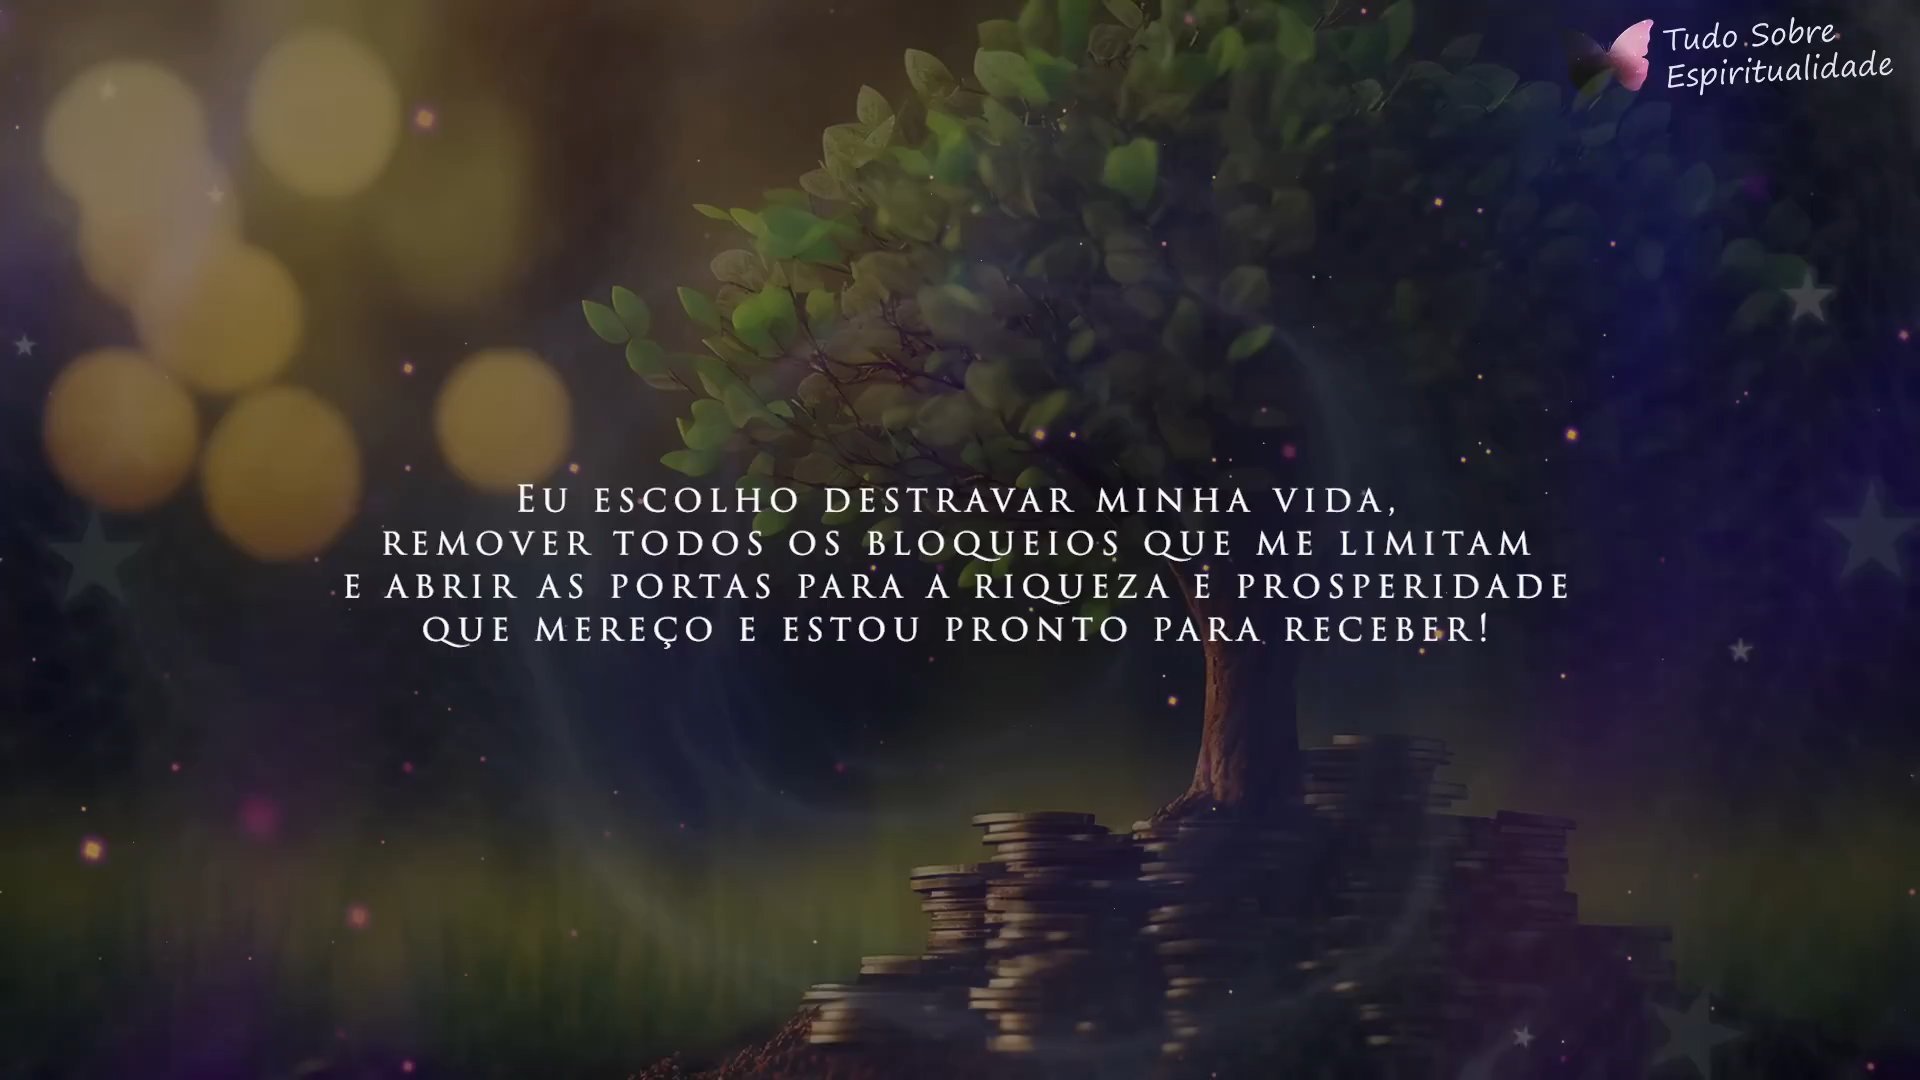 Tudo Sobre
Espiritualidade
Eu escolho destravar minha vida,
remover todos os bloqueios que me limitam
e abrir as portas para a riqueza e prosperidade
que mereço e estou pronto para receber!